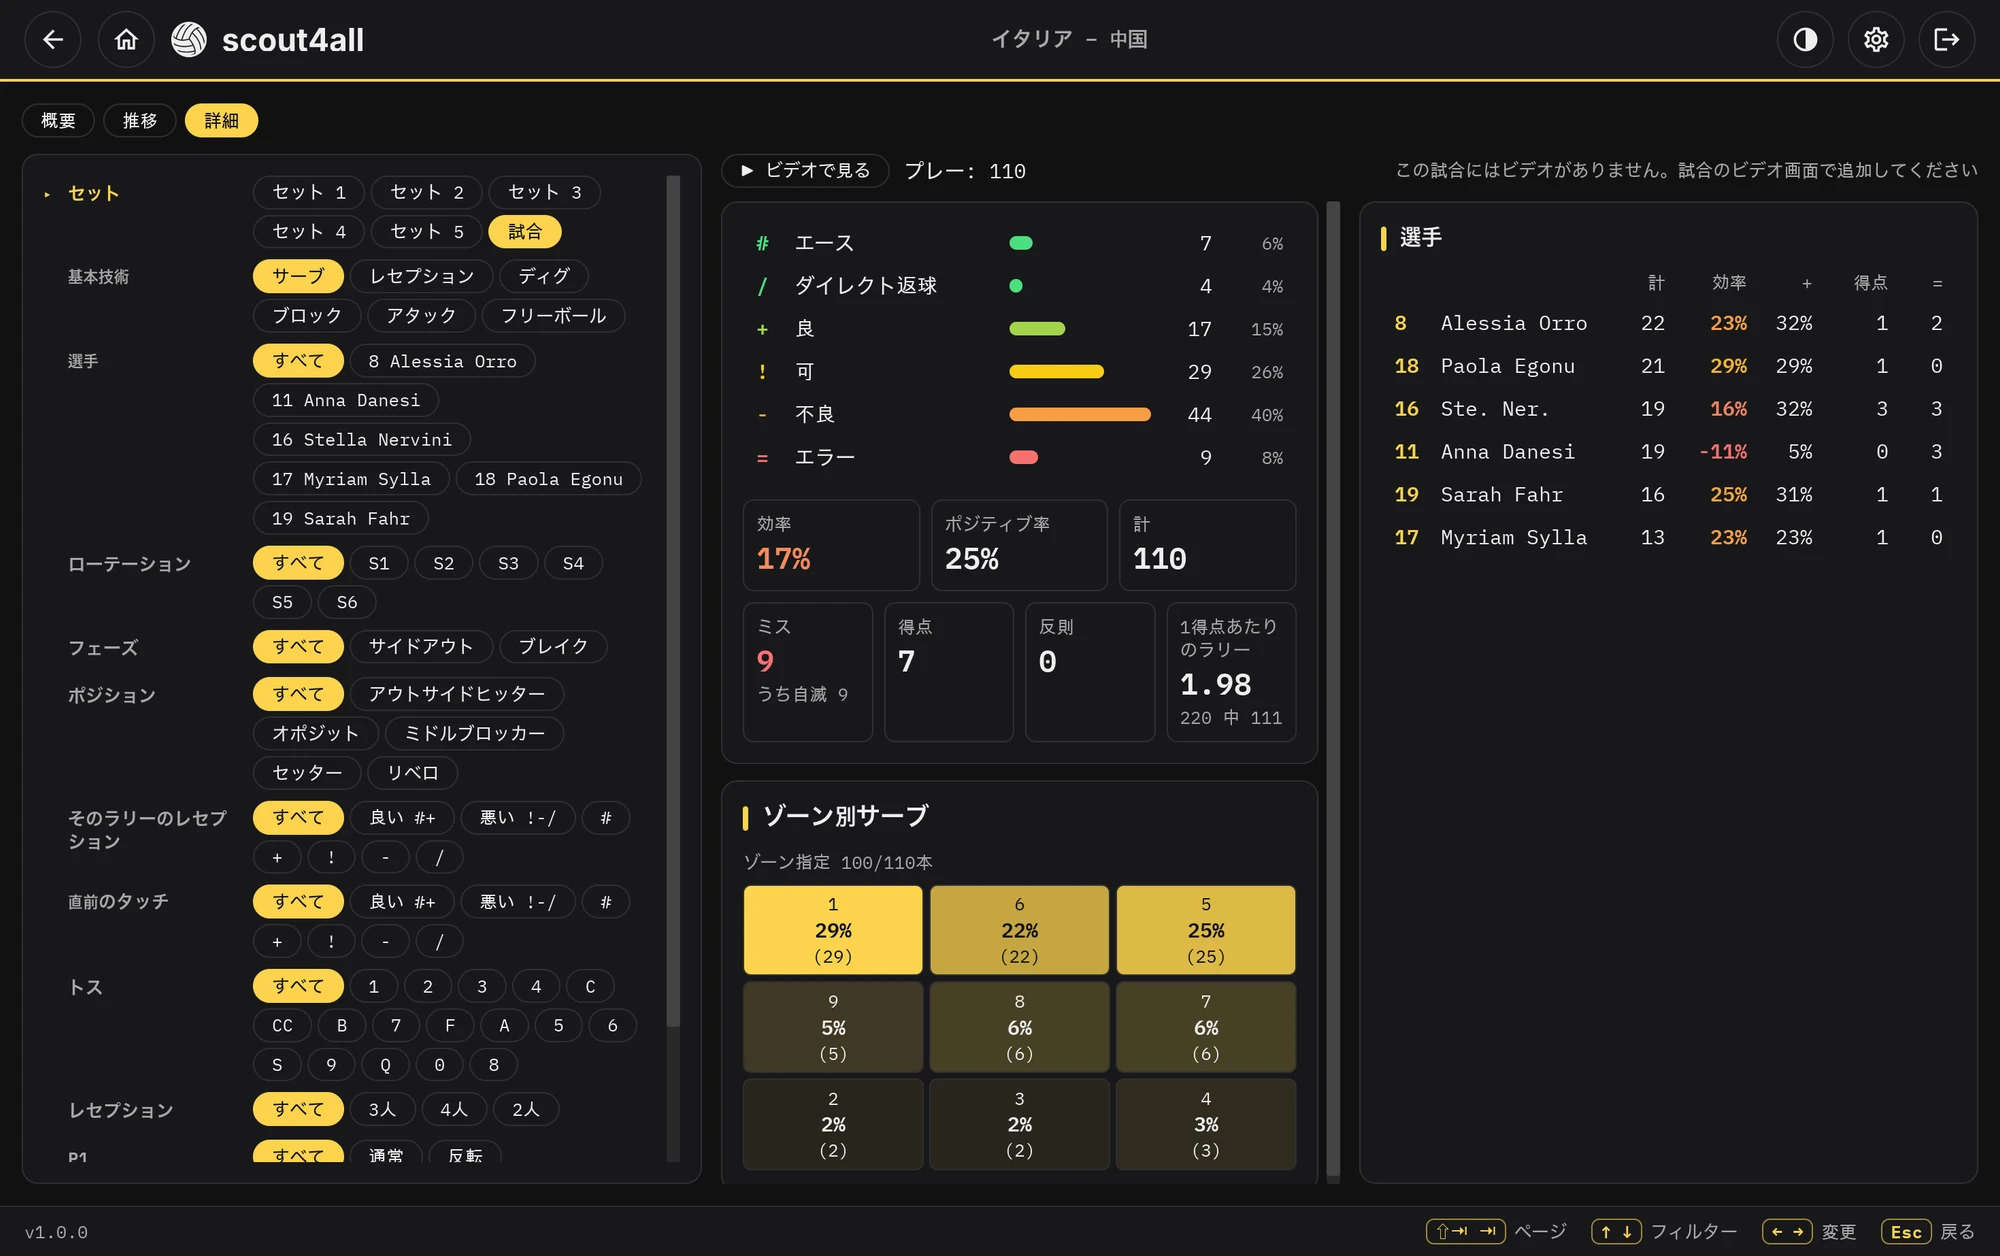 scout4all
イタリア – 中国
概要 推移 詳細
セット セット 1 セット 2 セット 3
セット 4 セット 5 試合
基本技術 サーブ レセプション ディグ
ブロック アタック フリーボール
選手 すべて 8 Alessia Orro
11 Anna Danesi
16 Stella Nervini
17 Myriam Sylla 18 Paola Egonu
19 Sarah Fahr
ローテーション すべて S1 S2 S3 S4
S5 S6
フェーズ すべて サイドアウト ブレイク
ポジション すべて アウトサイドヒッター
オポジット ミドルブロッカー
セッター リベロ
そのラリーのレセプ
ション
すべて 良い #+ 悪い !-/ #
+ ! - /
直前のタッチ すべて 良い #+ 悪い !-/ #
+ ! - /
トス すべて 1 2 3 4 C
CC B 7 F A 5 6
S 9 Q 0 8
レセプション すべて 3人 4人 2人
P1 すべて 通常 反転
▶ ビデオで見る プレー: 110
この試合にはビデオがありません。試合のビデオ画面で追加してください
# エース 7 6%
/ ダイレクト返球 4 4%
+ 良 17 15%
! 可 29 26%
- 不良 44 40%
= エラー 9 8%
効率 ポジティブ率 計
17% 25% 110
ミス
9
うち自滅 9
得点
7
反則
0
1得点あたり
のラリー
1.98
220 中 111
ゾーン別サーブ
ゾーン指定 100/110本
1 6 5
29% 22% 25%
(29) (22) (25)
9 8 7
5% 6% 6%
(5) (6) (6)
2 3 4
2% 2% 3%
(2) (2) (3)
選手
計 効率 + 得点 =
8 Alessia Orro 22 23% 32% 1 2
18 Paola Egonu 21 29% 29% 1 0
16 Ste. Ner. 19 16% 32% 3 3
11 Anna Danesi 19 -11% 5% 0 3
19 Sarah Fahr 16 25% 31% 1 1
17 Myriam Sylla 13 23% 23% 1 0
v1.0.0
⇧⇥ ⇥ ページ ↑ ↓ フィルター ← → 変更 Esc 戻る